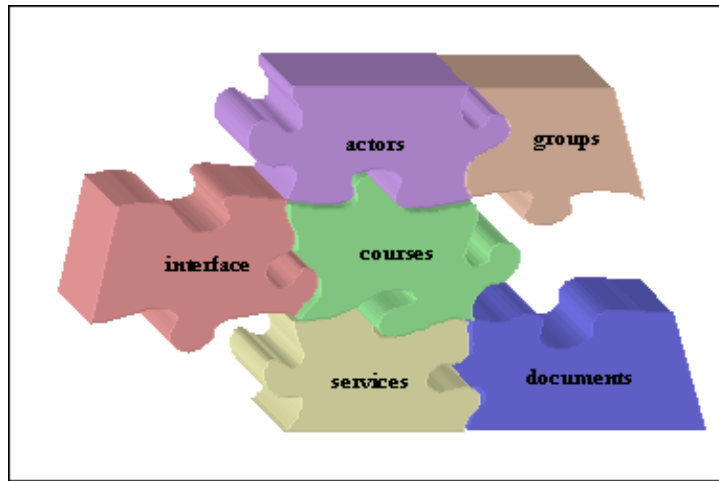 actors
groups
interface
courses
services
documents